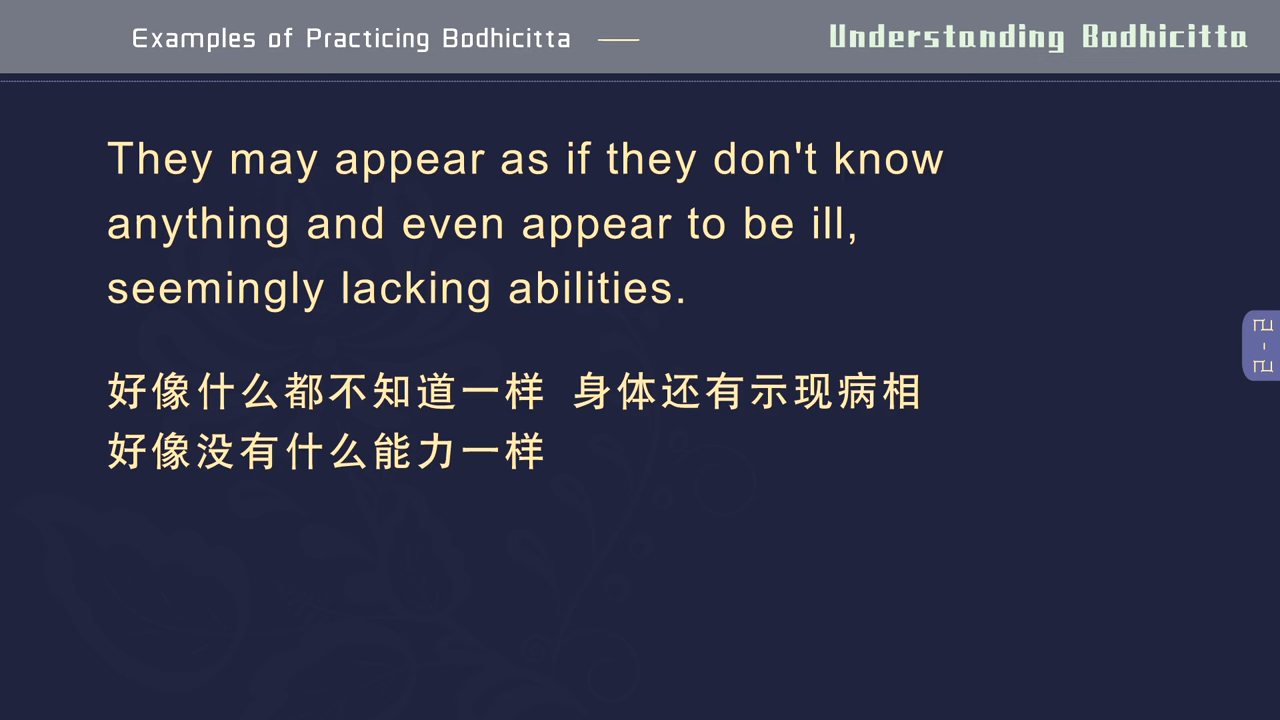 Examples of Practicing Bodhicitta
Understanding Bodhicitta
They may appear as if they don't know
anything and even appear to be ill,
seemingly lacking abilities.
好像什么都不知道一样 身体还有示现病相
好像没有什么能力一样